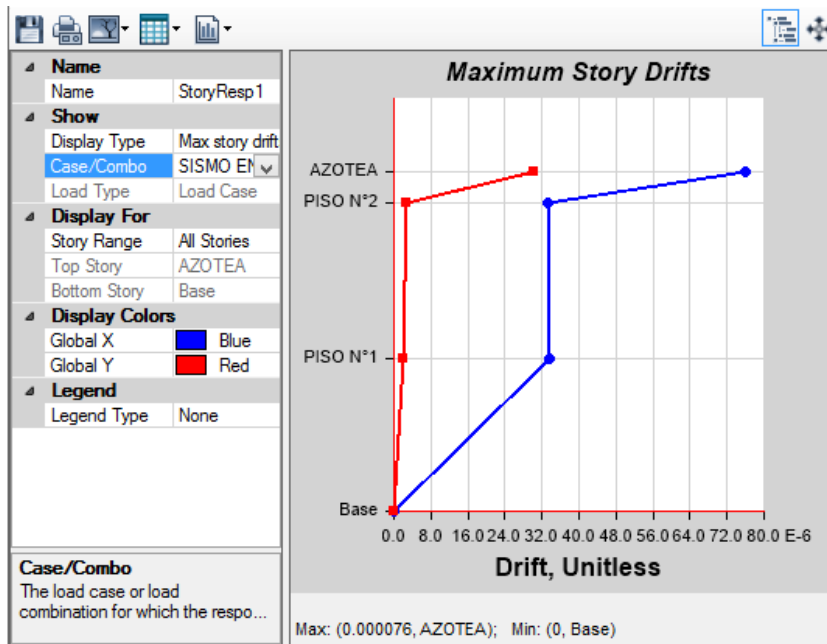 Name
Name StoryResp1
Show
Display Type Max story drift
Case/Combo SISMO EN
Load Type Load Case
Display For
Story Range All Stories
Top Story AZOTEA
Bottom Story Base
Display Colors
Global X Blue
Global Y Red
Legend
Legend Type None
Case/Combo
The load case or load
combination for which the respo...
Maximum Story Drifts
AZOTEA
PISO N°2
PISO N°1
Base
0.0 8.0 16.0 24.0 32.0 40.0 48.0 56.0 64.0 72.0 80.0 E-6
Drift, Unitless
Max: (0.000076, AZOTEA); Min: (0, Base)